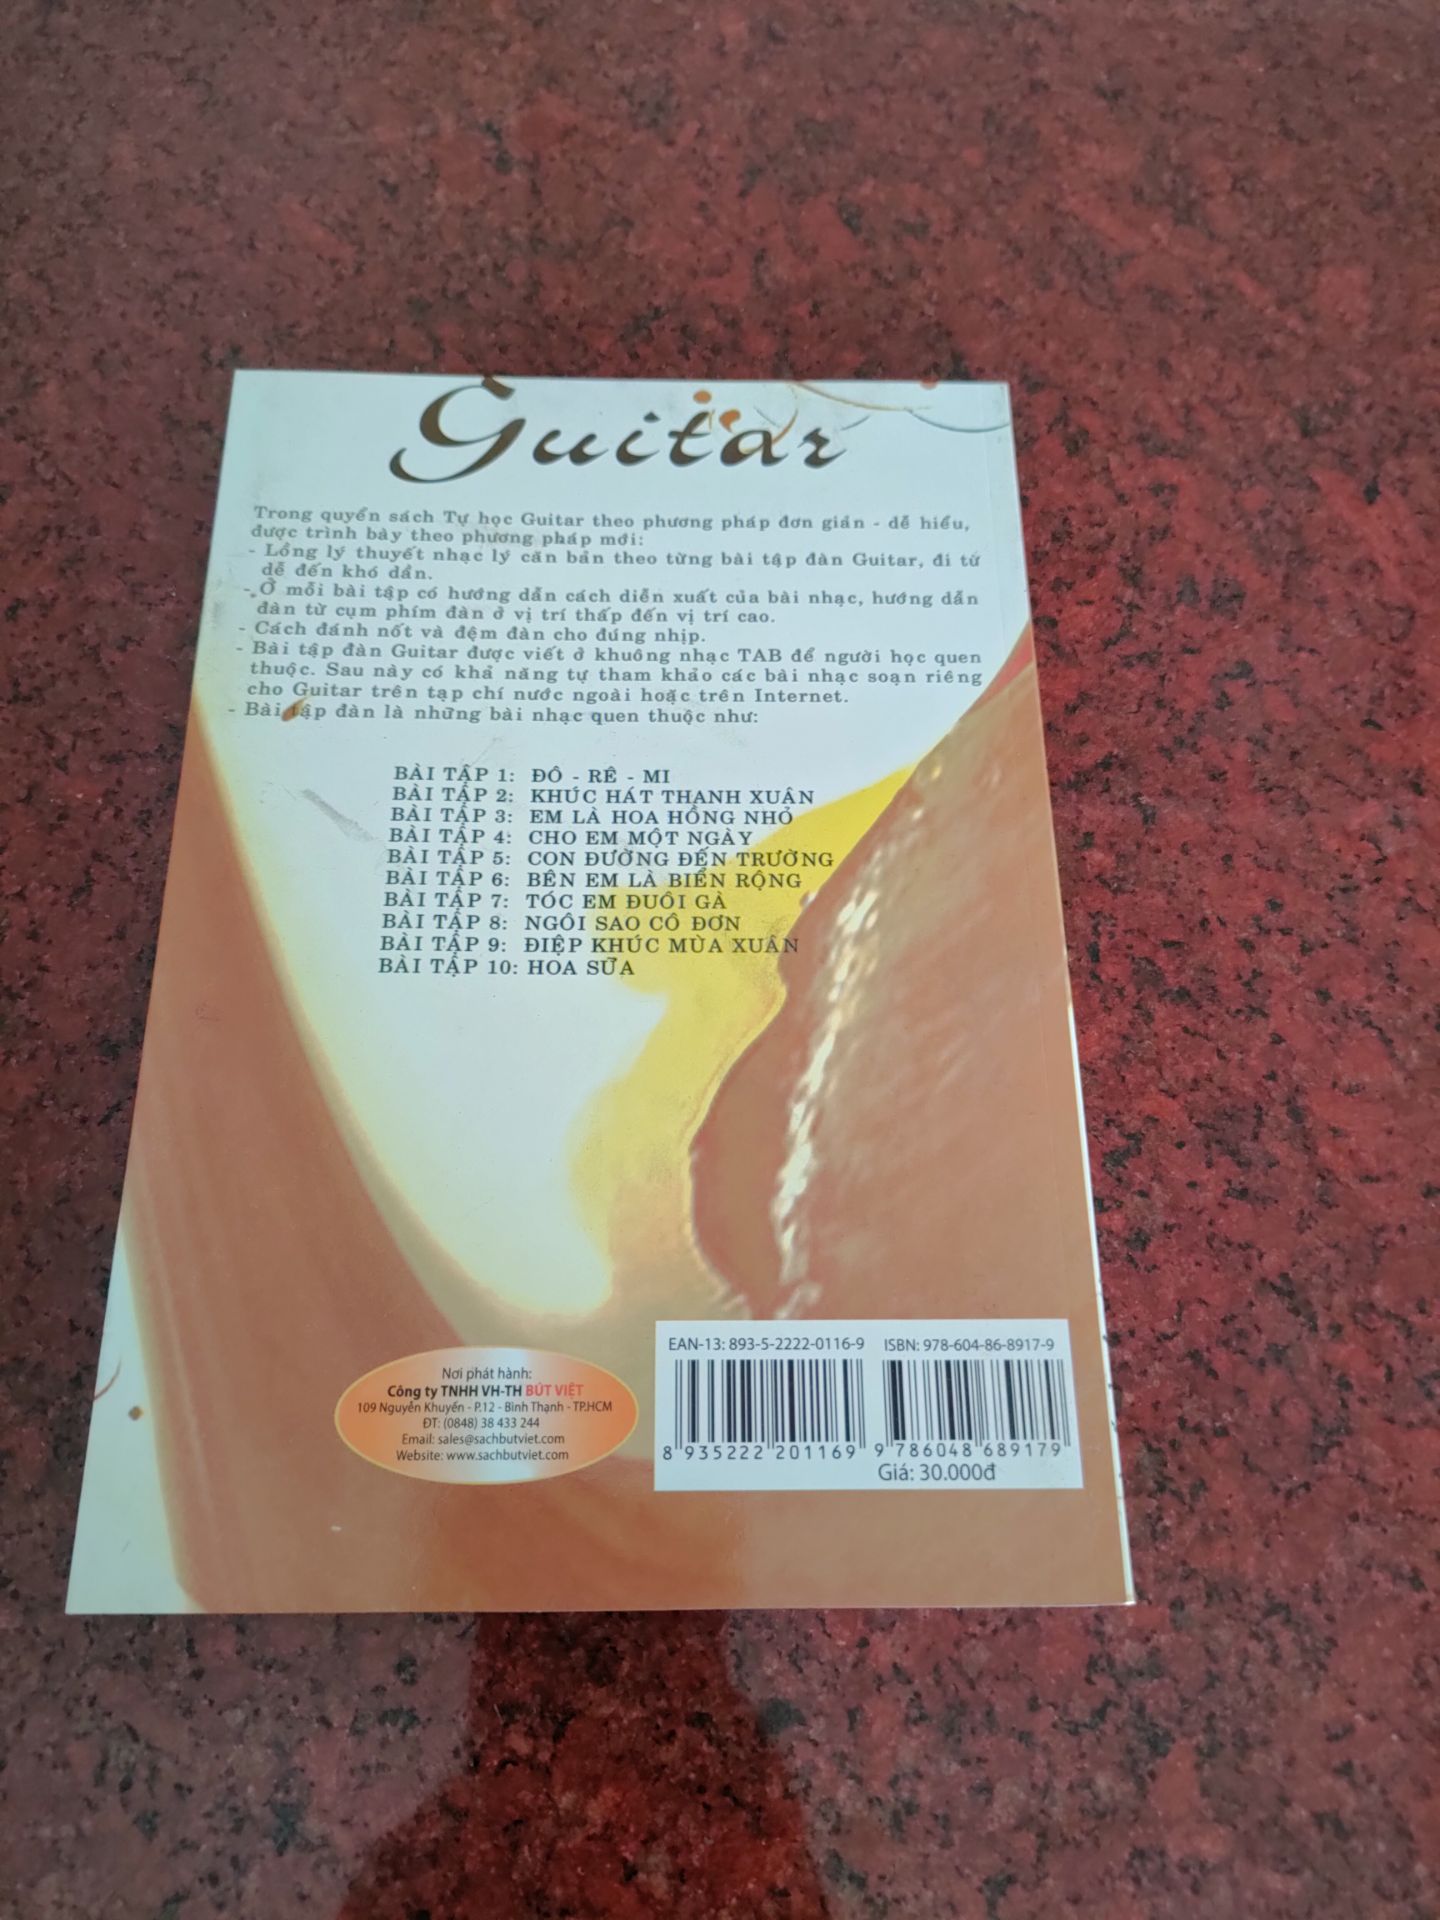 Guitar
Trong quyển sách Tự học Guitar theo phương pháp đơn giản - dễ hiểu,
được trình bày theo phương pháp mới:
- Lồng lý thuyết nhạc lý căn bản theo từng bài tập đàn Guitar, đi từ
dễ đến khó dần.
- Ở mỗi bài tập có hướng dẫn cách diễn xuất của bài nhạc, hướng dẫn
đàn từ cụm phím đàn ở vị trí thấp đến vị trí cao.
- Cách đánh nốt và đệm đàn cho đúng nhịp.
- Bài tập đàn Guitar được viết ở khuông nhạc TAB để người học quen
thuộc. Sau này có khả năng tự tham khảo các bài nhạc soạn riêng
cho Guitar trên tạp chí nước ngoài hoặc trên Internet.
- Bài tập đàn là những bài nhạc quen thuộc như:
BÀI TẬP 1: ĐÔ - RÊ - MI
BÀI TẬP 2: KHÚC HÁT THANH XUÂN
BÀI TẬP 3: EM LÀ HOA HỒNG NHỎ
BÀI TẬP 4: CHO EM MỘT NGÀY
BÀI TẬP 5: CON ĐƯỜNG ĐẾN TRƯỜNG
BÀI TẬP 6: BÊN EM LÀ BIỂN RỘNG
BÀI TẬP 7: TÓC EM ĐUÔI GÀ
BÀI TẬP 8: NGÔI SAO CÔ ĐƠN
BÀI TẬP 9: ĐIỆP KHÚC MÙA XUÂN
BÀI TẬP 10: HOA SỮA
Nơi phát hành:
Công ty TNHH VH-TH BÚT VIỆT
109 Nguyễn Khuyến - P.12 - Bình Thạnh - TP.HCM
ĐT: (0848) 38 433 244
Email: sales@sachbutviet.com
Website: www.sachbutviet.com
EAN-13: 893-5-2222-0116-9 ISBN: 978-604-86-8917-9
8 935222 201169 9 786048 689179
Giá: 30.000đ